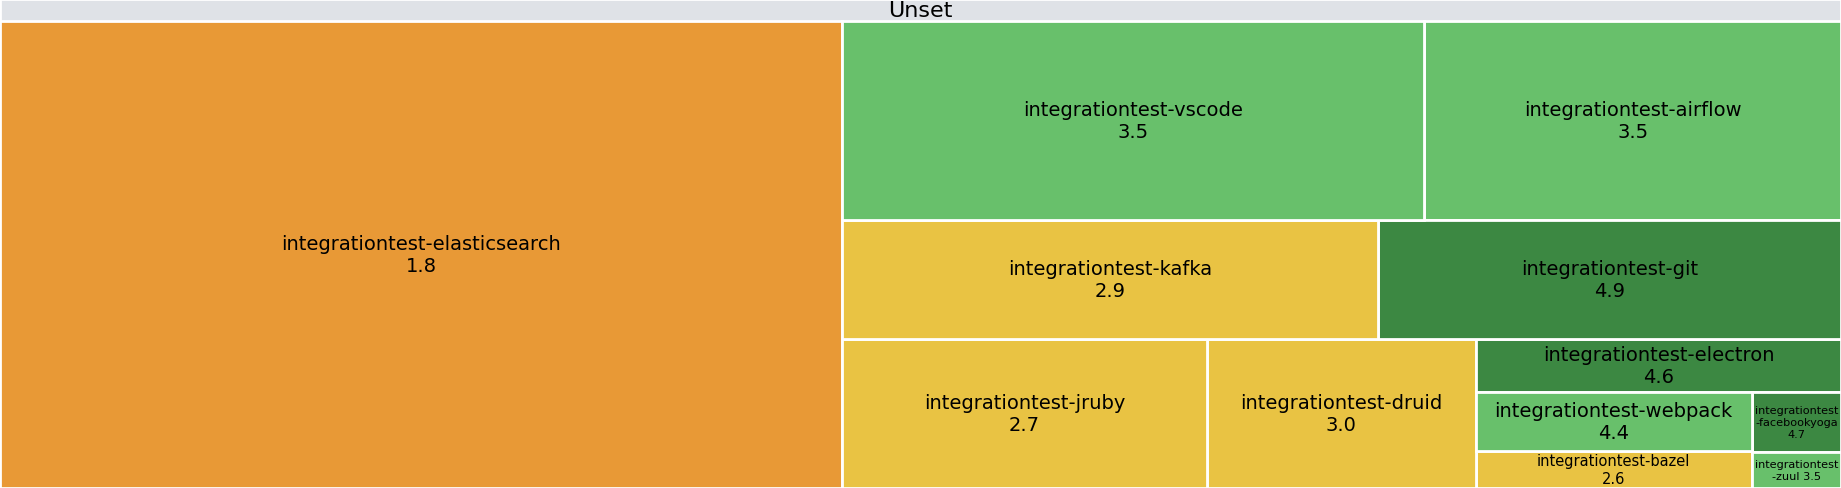 Unset
integrationtest-elasticsearch
1.8
integrationtest-vscode
3.5
integrationtest-airflow
3.5
integrationtest-kafka
2.9
integrationtest-git
4.9
integrationtest-jruby
2.7
integrationtest-druid
3.0
integrationtest-electron
4.6
integrationtest-webpack
4.4
integrationtest
-facebookyoga
4.7
integrationtest-bazel
2.6
integrationtest
-zuul 3.5